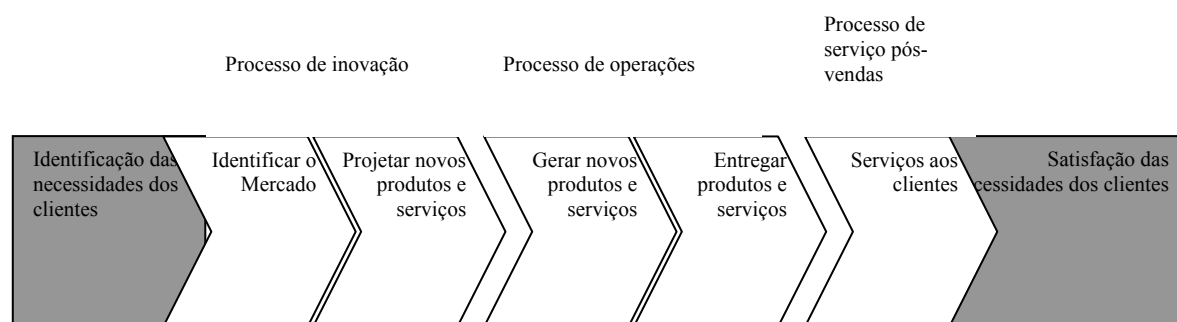 Processo de
serviço pós-
vendas
Processo de inovação
Processo de operações
Identificação das
necessidades dos
clientes
Identificar o
Mercado
Projetar novos
produtos e
serviços
Gerar novos
produtos e
serviços
Entregar
produtos e
serviços
Serviços aos
clientes
Satisfação das
cessidades dos clientes